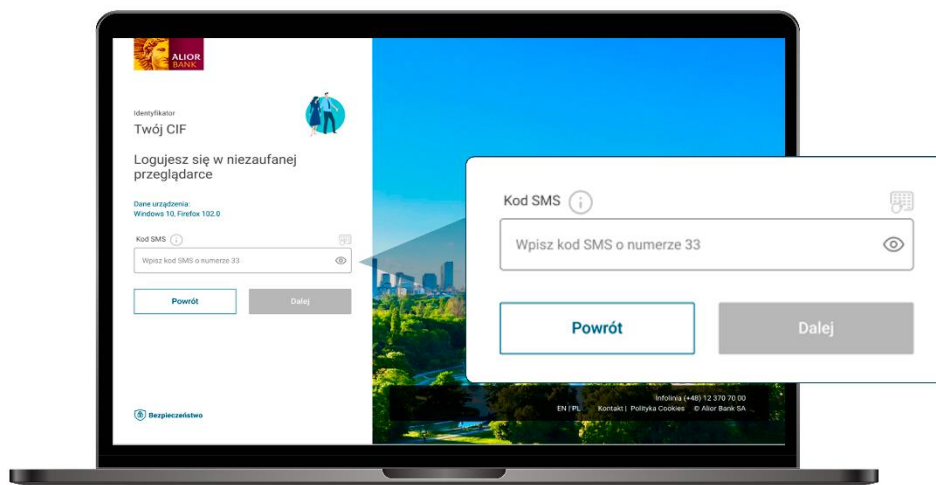 ALIOR
BANK
Identyfikator
Twój CIF
Logujesz się w niezaufanej
przeglądarce
Dane urządzenia:
Windows 10, Firefox 102.0
Kod SMS
Wpisz kod SMS o numerze 33
Powrót Dalej
Bezpieczeństwo
Kod SMS
Wpisz kod SMS o numerze 33
Powrót Dalej
Infolinia (+48) 12 370 70 00
EN | PL Kontakt | Polityka Cookies © Alior Bank SA